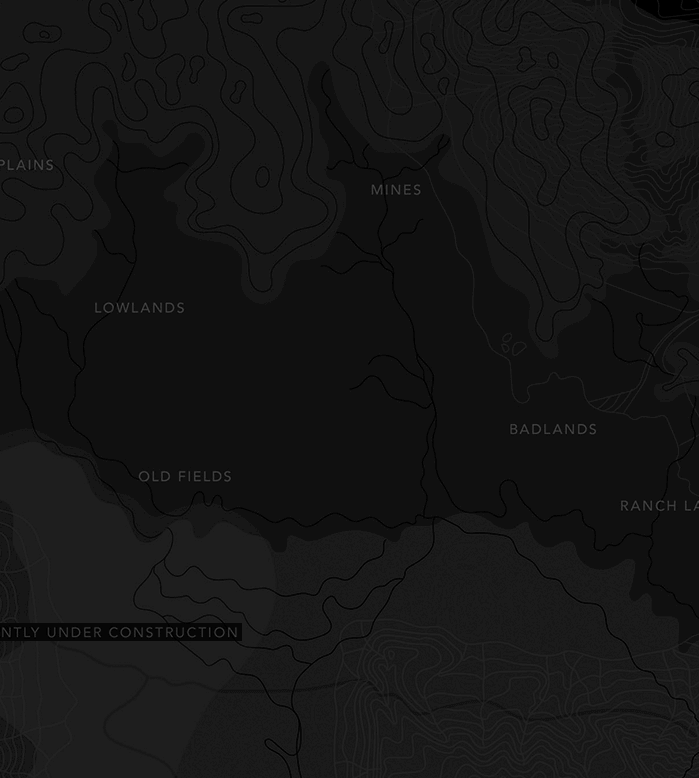 PLAINS
MINES
LOWLANDS
BADLANDS
OLD FIELDS
RANCH LA
NTLY UNDER CONSTRUCTION